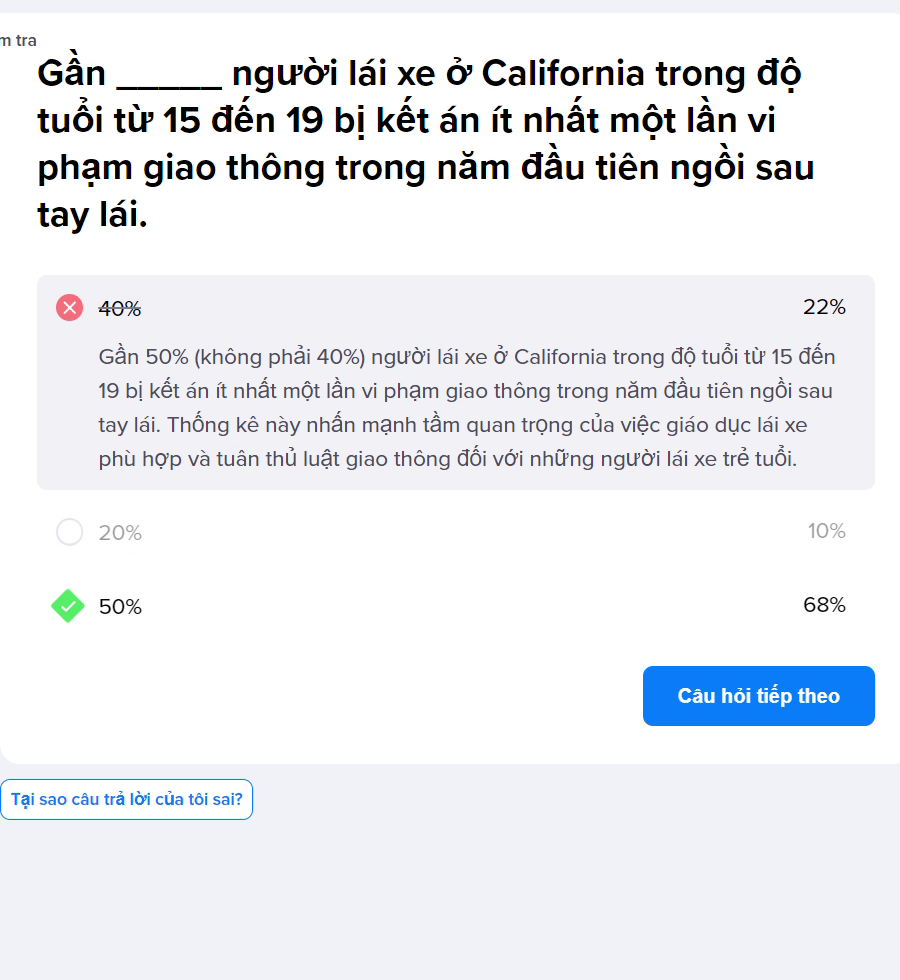 m tra
Gần _____ người lái xe ở California trong độ
tuổi từ 15 đến 19 bị kết án ít nhất một lần vi
phạm giao thông trong năm đầu tiên ngồi sau
tay lái.
40% 22%
Gần 50% (không phải 40%) người lái xe ở California trong độ tuổi từ 15 đến
19 bị kết án ít nhất một lần vi phạm giao thông trong năm đầu tiên ngồi sau
tay lái. Thống kê này nhấn mạnh tầm quan trọng của việc giáo dục lái xe
phù hợp và tuân thủ luật giao thông đối với những người lái xe trẻ tuổi.
20% 10%
50% 68%
Câu hỏi tiếp theo
Tại sao câu trả lời của tôi sai?